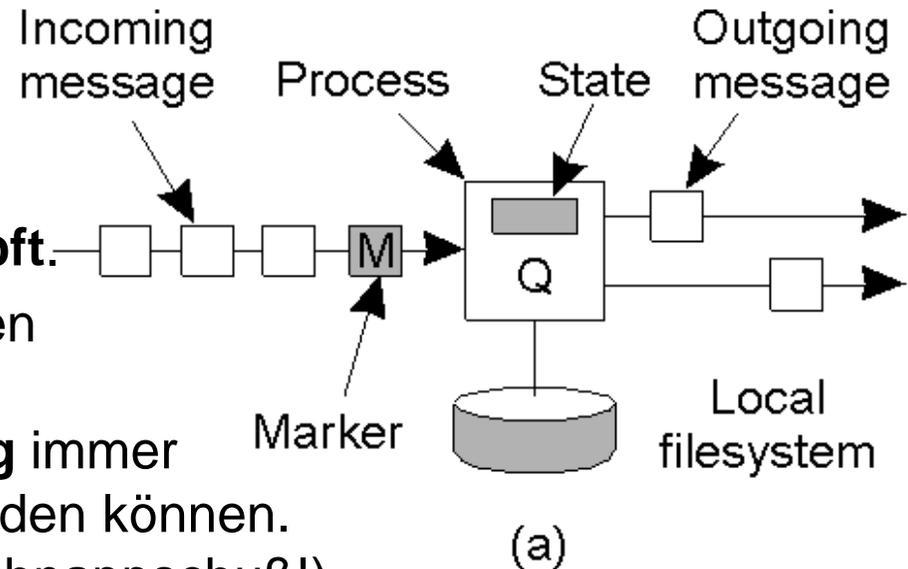 Incoming
message
Process
State
Outgoing
message
oft.
M
Q
en
Marker
Local
filesystem
g immer
den können.
(a)